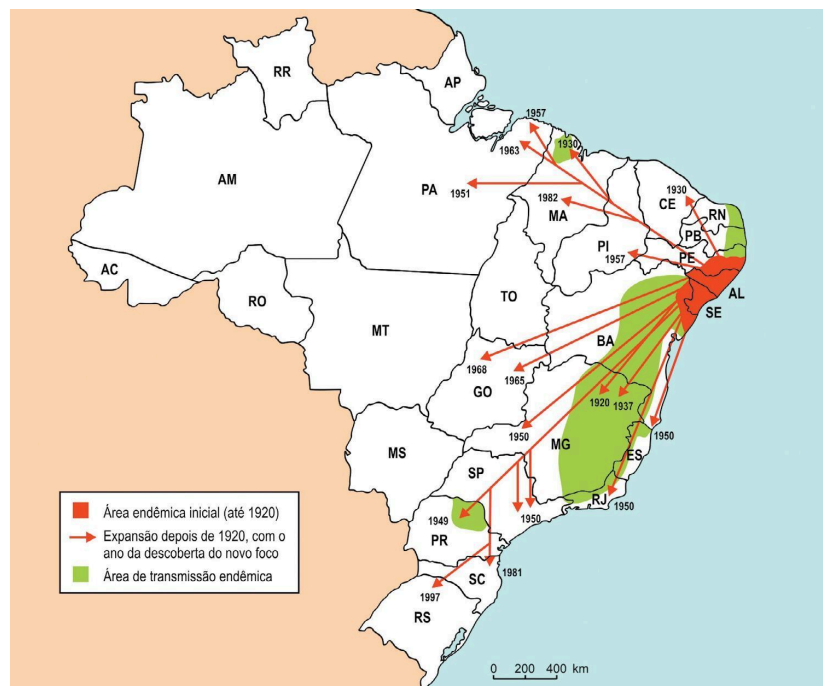 RR
AP
1957
1930
1963
AM
PA
1951
1982
MA
CE
1930
RN
PB
PI
1957
PE
AC
RO
TO
AL
SE
MT
BA
1968
1965
GO
1920
1937
1950
MG
1950
MS
ES
SP
RJ
1950
1950
1949
PR
SC
1981
1997
RS
Área endêmica inicial (até 1920)
Expansão depois de 1920, com o
ano da descoberta do novo foco
Área de transmissão endêmica
0 200 400 km